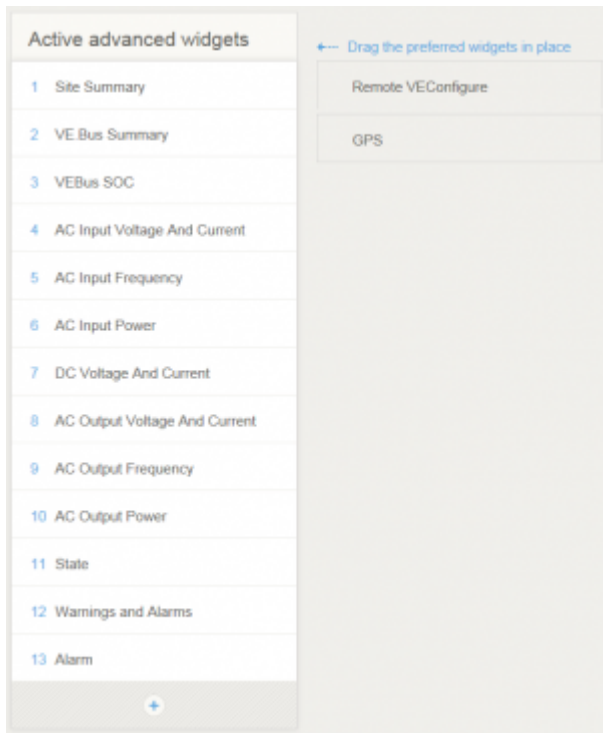 Active advanced widgets
1 Site Summary
2 VE.Bus Summary
3 VEBus SOC
4 AC Input Voltage And Current
5 AC Input Frequency
6 AC Input Power
7 DC Voltage And Current
8 AC Output Voltage And Current
9 AC Output Frequency
10 AC Output Power
11 State
12 Warnings and Alarms
13 Alarm
+
Drag the preferred widgets in place
Remote VEConfigure
GPS